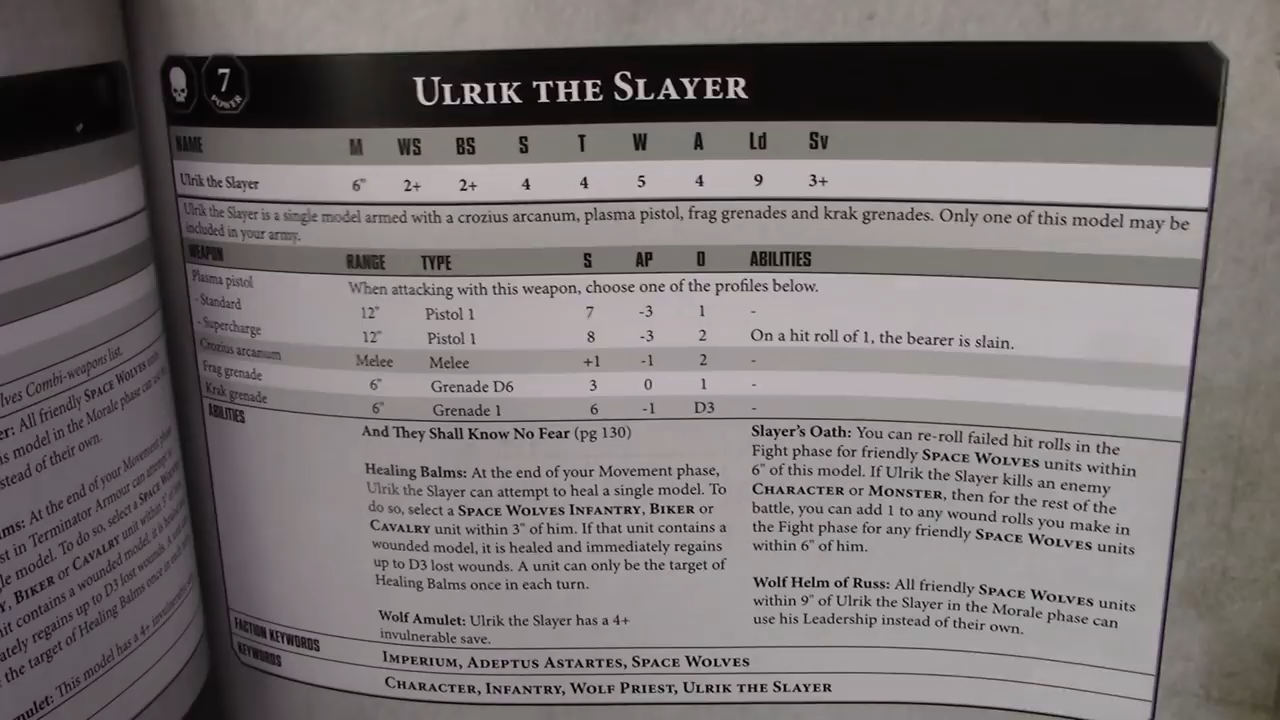 7
POWER
ULRIK THE SLAYER
NAME M WS BS S T W A Ld Sv
Ulrik the Slayer 6" 2+ 2+ 4 4 5 4 9 3+
Ulrik the Slayer is a single model armed with a crozius arcanum, plasma pistol, frag grenades and krak grenades. Only one of this model may be
included in your army.
WEAPON RANGE TYPE S AP D ABILITIES
Plasma pistol When attacking with this weapon, choose one of the profiles below.
- Standard 12" Pistol 1 7 -3 1 -
- Supercharge 12" Pistol 1 8 -3 2 On a hit roll of 1, the bearer is slain.
Crozius arcanum Melee Melee +1 -1 2 -
Frag grenade 6" Grenade D6 3 0 1 -
Krak grenade 6" Grenade 1 6 -1 D3 -
ABILITIES
And They Shall Know No Fear (pg 130)
Healing Balms: At the end of your Movement phase,
Ulrik the Slayer can attempt to heal a single model. To
do so, select a SPACE WOLVES INFANTRY, BIKER or
CAVALRY unit within 3" of him. If that unit contains a
wounded model, it is healed and immediately regains
up to D3 lost wounds. A unit can only be the target of
Healing Balms once in each turn.
Wolf Amulet: Ulrik the Slayer has a 4+
invulnerable save.
Slayer's Oath: You can re-roll failed hit rolls in the
Fight phase for friendly SPACE WOLVES units within
6" of this model. If Ulrik the Slayer kills an enemy
CHARACTER or MONSTER, then for the rest of the
battle, you can add 1 to any wound rolls you make in
the Fight phase for any friendly SPACE WOLVES units
within 6" of him.
Wolf Helm of Russ: All friendly SPACE WOLVES units
within 9" of Ulrik the Slayer in the Morale phase can
use his Leadership instead of their own.
FACTION KEYWORDS IMPERIUM, ADEPTUS ASTARTES, SPACE WOLVES
KEYWORDS CHARACTER, INFANTRY, WOLF PRIEST, ULRIK THE SLAYER